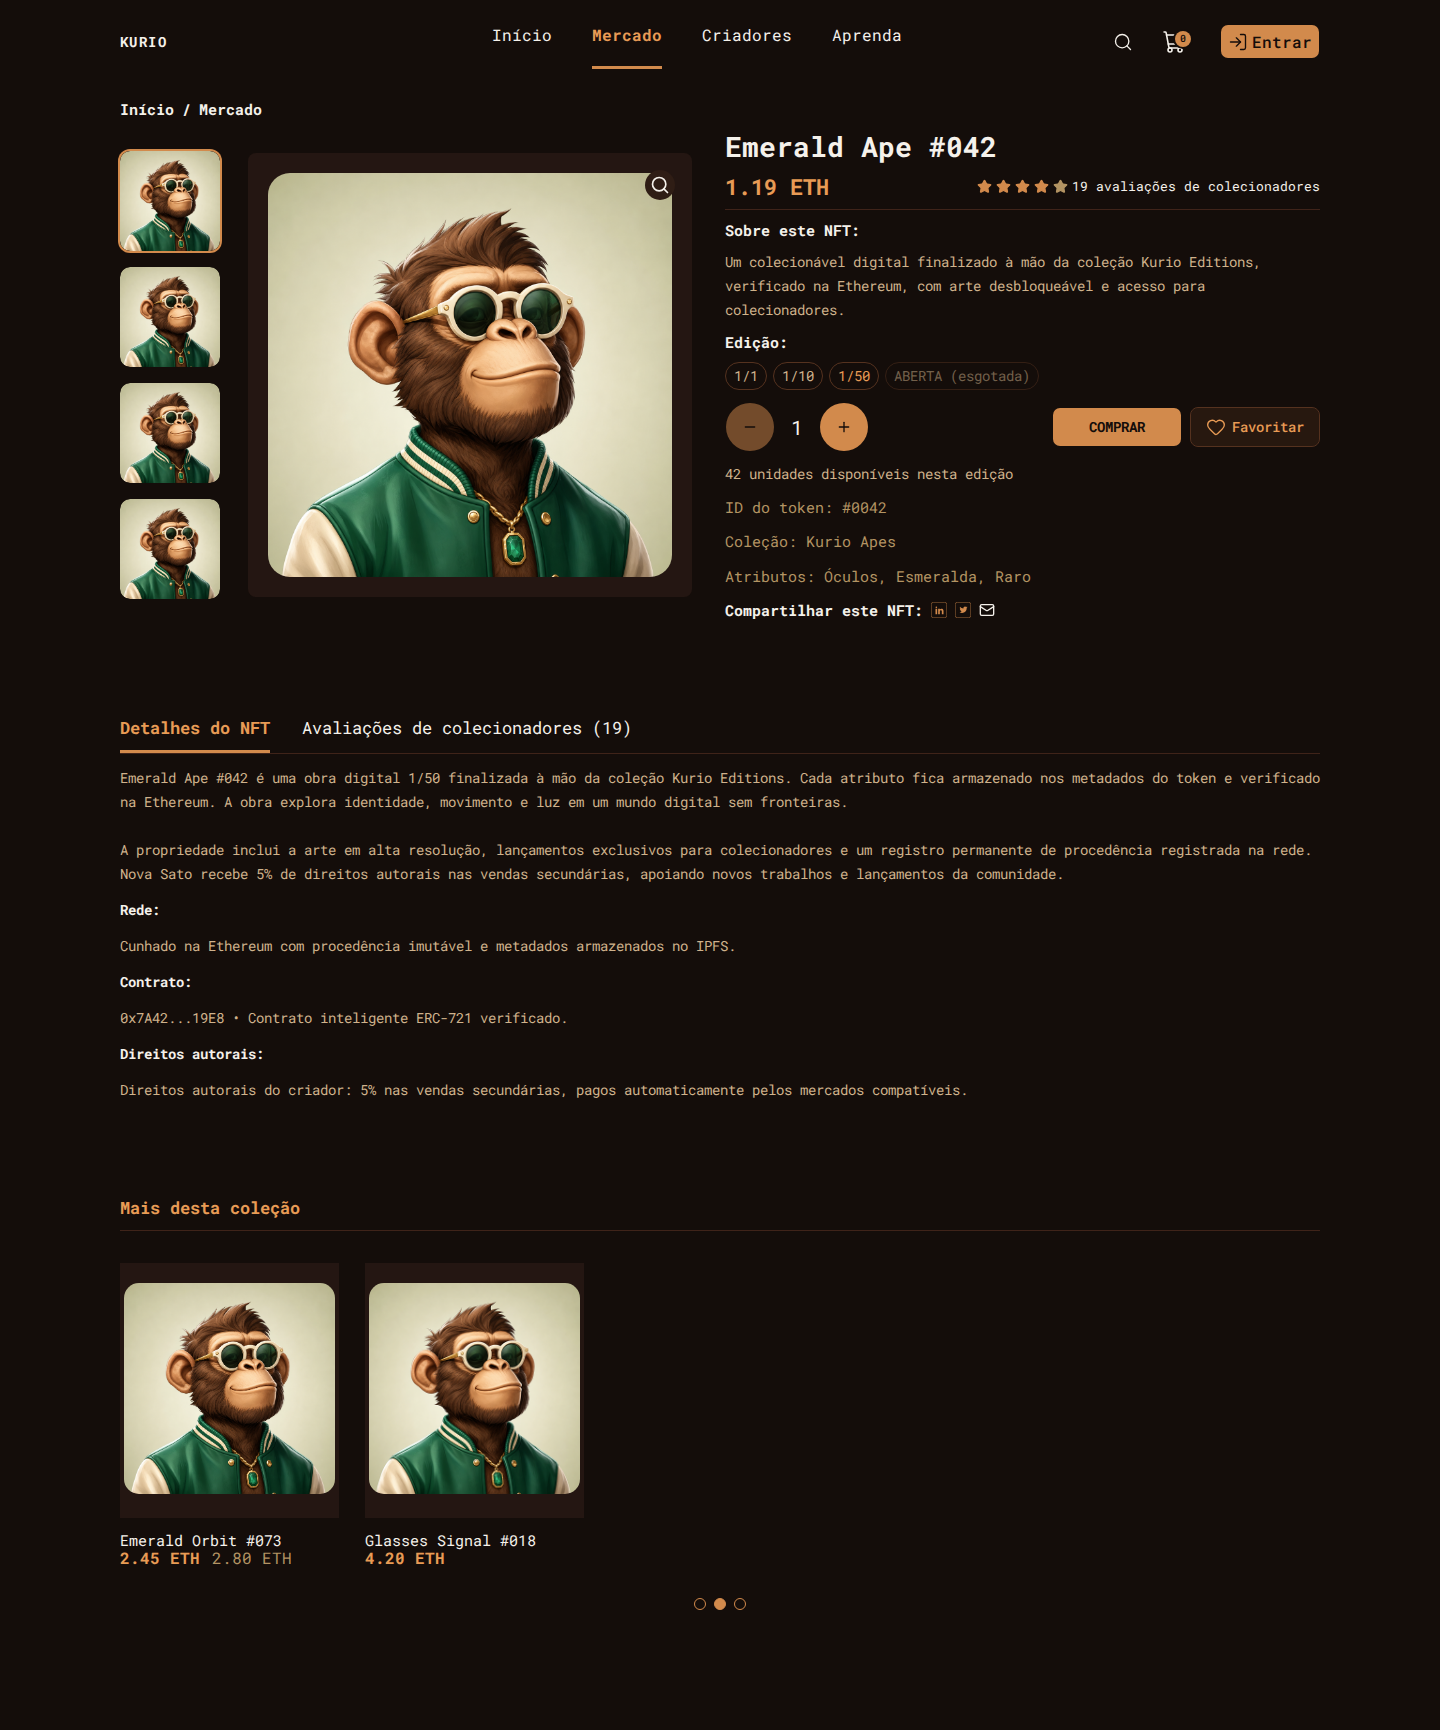 KURIO
Início
Mercado
Criadores
Aprenda
0
Entrar
Início / Mercado
Emerald Ape #042
1.19 ETH
19 avaliações de colecionadores
Sobre este NFT:
Um colecionável digital finalizado à mão da coleção Kurio Editions,
verificado na Ethereum, com arte desbloqueável e acesso para
colecionadores.
Edição:
1/1
1/10
1/50
ABERTA (esgotada)
− 1 +
COMPRAR
Favoritar
42 unidades disponíveis nesta edição
ID do token: #0042
Coleção: Kurio Apes
Atributos: Óculos, Esmeralda, Raro
Compartilhar este NFT:
in
Detalhes do NFT
Avaliações de colecionadores (19)
Emerald Ape #042 é uma obra digital 1/50 finalizada à mão da coleção Kurio Editions. Cada atributo fica armazenado nos metadados do token e verificado
na Ethereum. A obra explora identidade, movimento e luz em um mundo digital sem fronteiras.
A propriedade inclui a arte em alta resolução, lançamentos exclusivos para colecionadores e um registro permanente de procedência registrada na rede.
Nova Sato recebe 5% de direitos autorais nas vendas secundárias, apoiando novos trabalhos e lançamentos da comunidade.
Rede:
Cunhado na Ethereum com procedência imutável e metadados armazenados no IPFS.
Contrato:
0x7A42...19E8 • Contrato inteligente ERC-721 verificado.
Direitos autorais:
Direitos autorais do criador: 5% nas vendas secundárias, pagos automaticamente pelos mercados compatíveis.
Mais desta coleção
Emerald Orbit #073
2.45 ETH 2.80 ETH
Glasses Signal #018
4.20 ETH